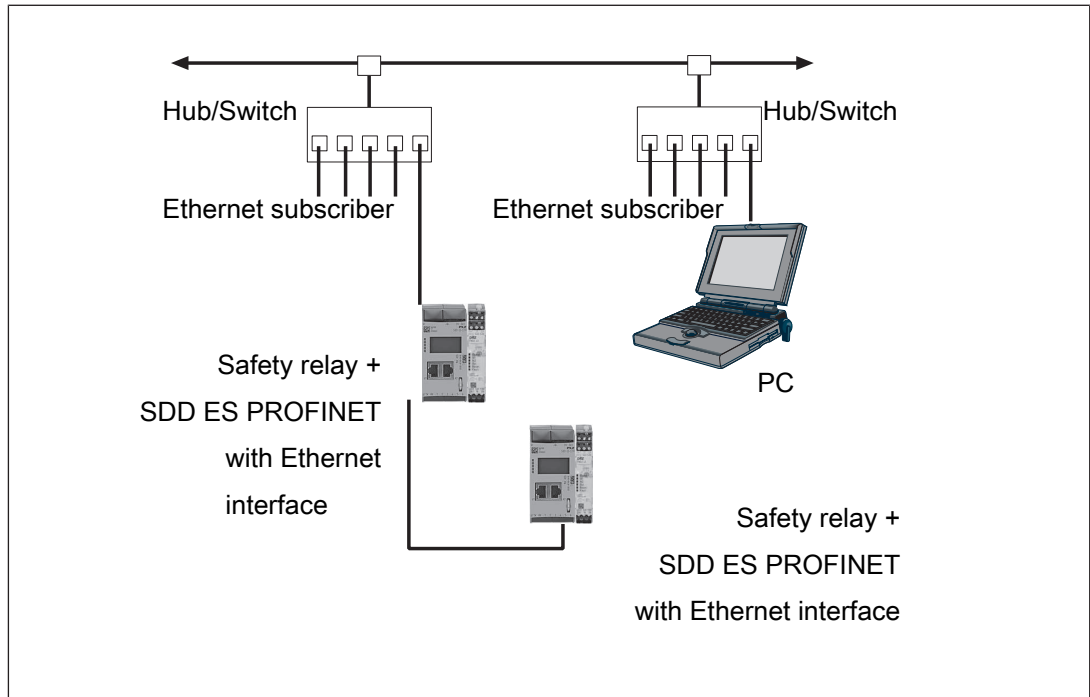 Hub/Switch
Hub/Switch
Ethernet subscriber
Ethernet subscriber
Safety relay +
SDD ES PROFINET
with Ethernet
interface
PC
Safety relay +
SDD ES PROFINET
with Ethernet interface